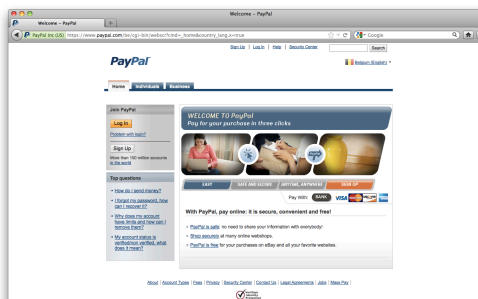 Welcome – PayPal
Welcome – PayPal
PayPal Inc (US) https://www.paypal.com/be/cgi-bin/webscr?cmd=_home&country_lang.x=true
Google
Sign Up | Log In | Help | Security Center
Search
PayPal
Belgium (English)
Home Individuals Business
Join PayPal
Log In
Problem with login?
Sign Up
More than 150 million accounts in the world
Top questions
How do I send money?
I forgot my password, how can I recover it?
Why does my account have limits and how can I remove them?
My account status is verified/non verified, what does it mean?
WELCOME TO PayPal
Pay for your purchase in three clicks
EASY SAFE AND SECURE ANYTIME, ANYWHERE SIGN UP
Pay With: BANK VISA
With PayPal, pay online: it is secure, convenient and free!
PayPal is safe: no need to share your information with everybody!
Shop securely at many online webshops.
PayPal is free for your purchases on eBay and all your favorite websites.
About | Account Types | Fees | Privacy | Security Center | Contact Us | Legal Agreements | Jobs | Mass Pay |